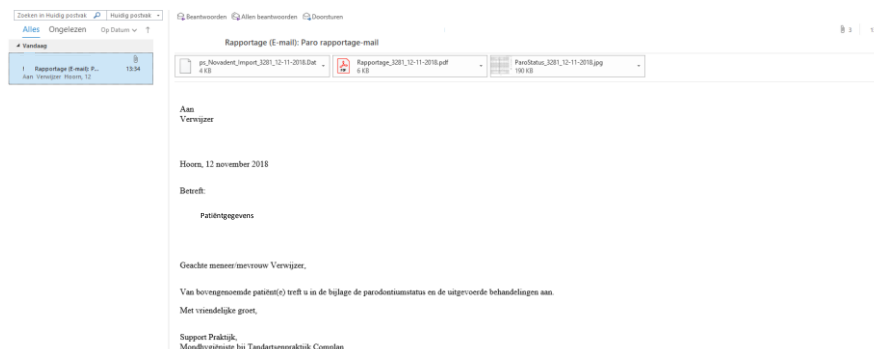 Zoeken in Huidig postvak Huidig postvak
Alles Ongelezen Op Datum
Vandaag
! Rapportage (E-mail): P... 13:34
Aan Verwijzer Hoorn, 12
Beantwoorden Allen beantwoorden Doorsturen
Rapportage (E-mail): Paro rapportage-mail
ps_Novadent_Import_3281_12-11-2018.Dat
4 KB
Rapportage_3281_12-11-2018.pdf
6 KB
ParoStatus_3281_12-11-2018.jpg
190 KB
Aan
Verwijzer
Hoorn, 12 november 2018
Betreft:
Patiëntgegevens
Geachte meneer/mevrouw Verwijzer,
Van bovengenoemde patiënt(e) treft u in de bijlage de parodontiumstatus en de uitgevoerde behandelingen aan.
Met vriendelijke groet,
Support Praktijk,
Mondhygiëniste bij Tandartsenpraktijk Complan